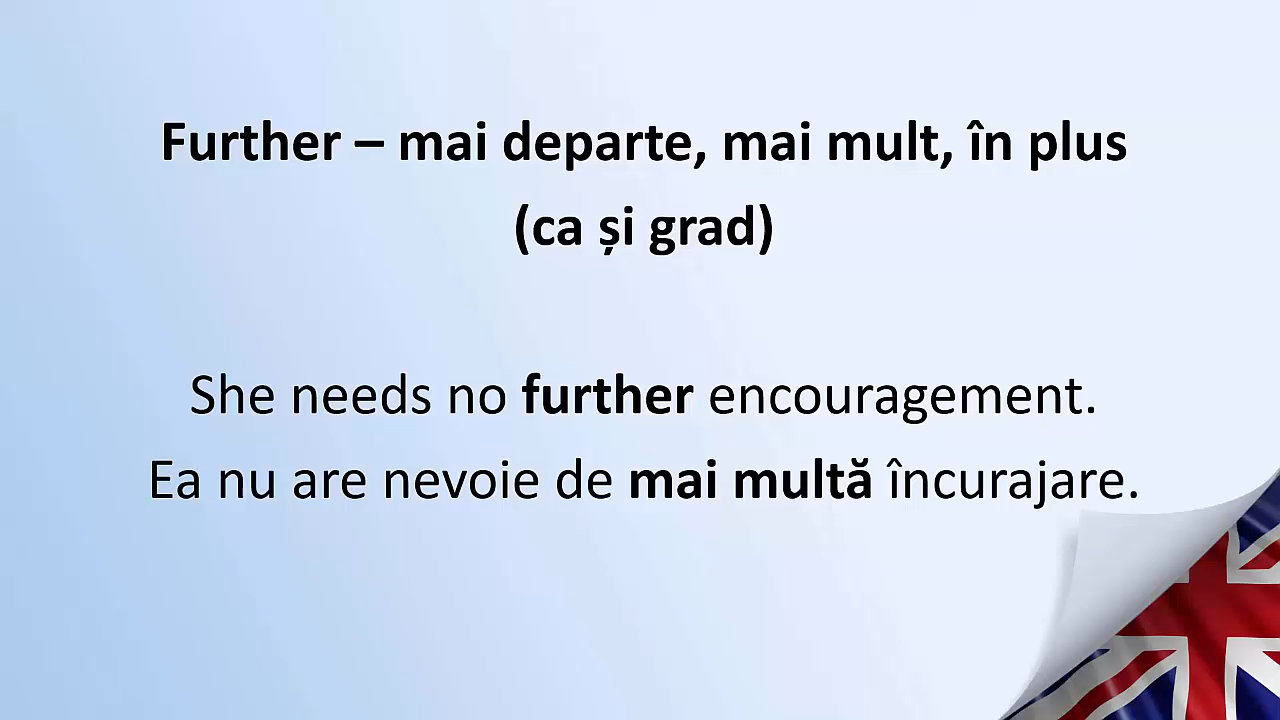 Further – mai departe, mai mult, în plus
(ca și grad)
She needs no further encouragement.
Ea nu are nevoie de mai multă încurajare.